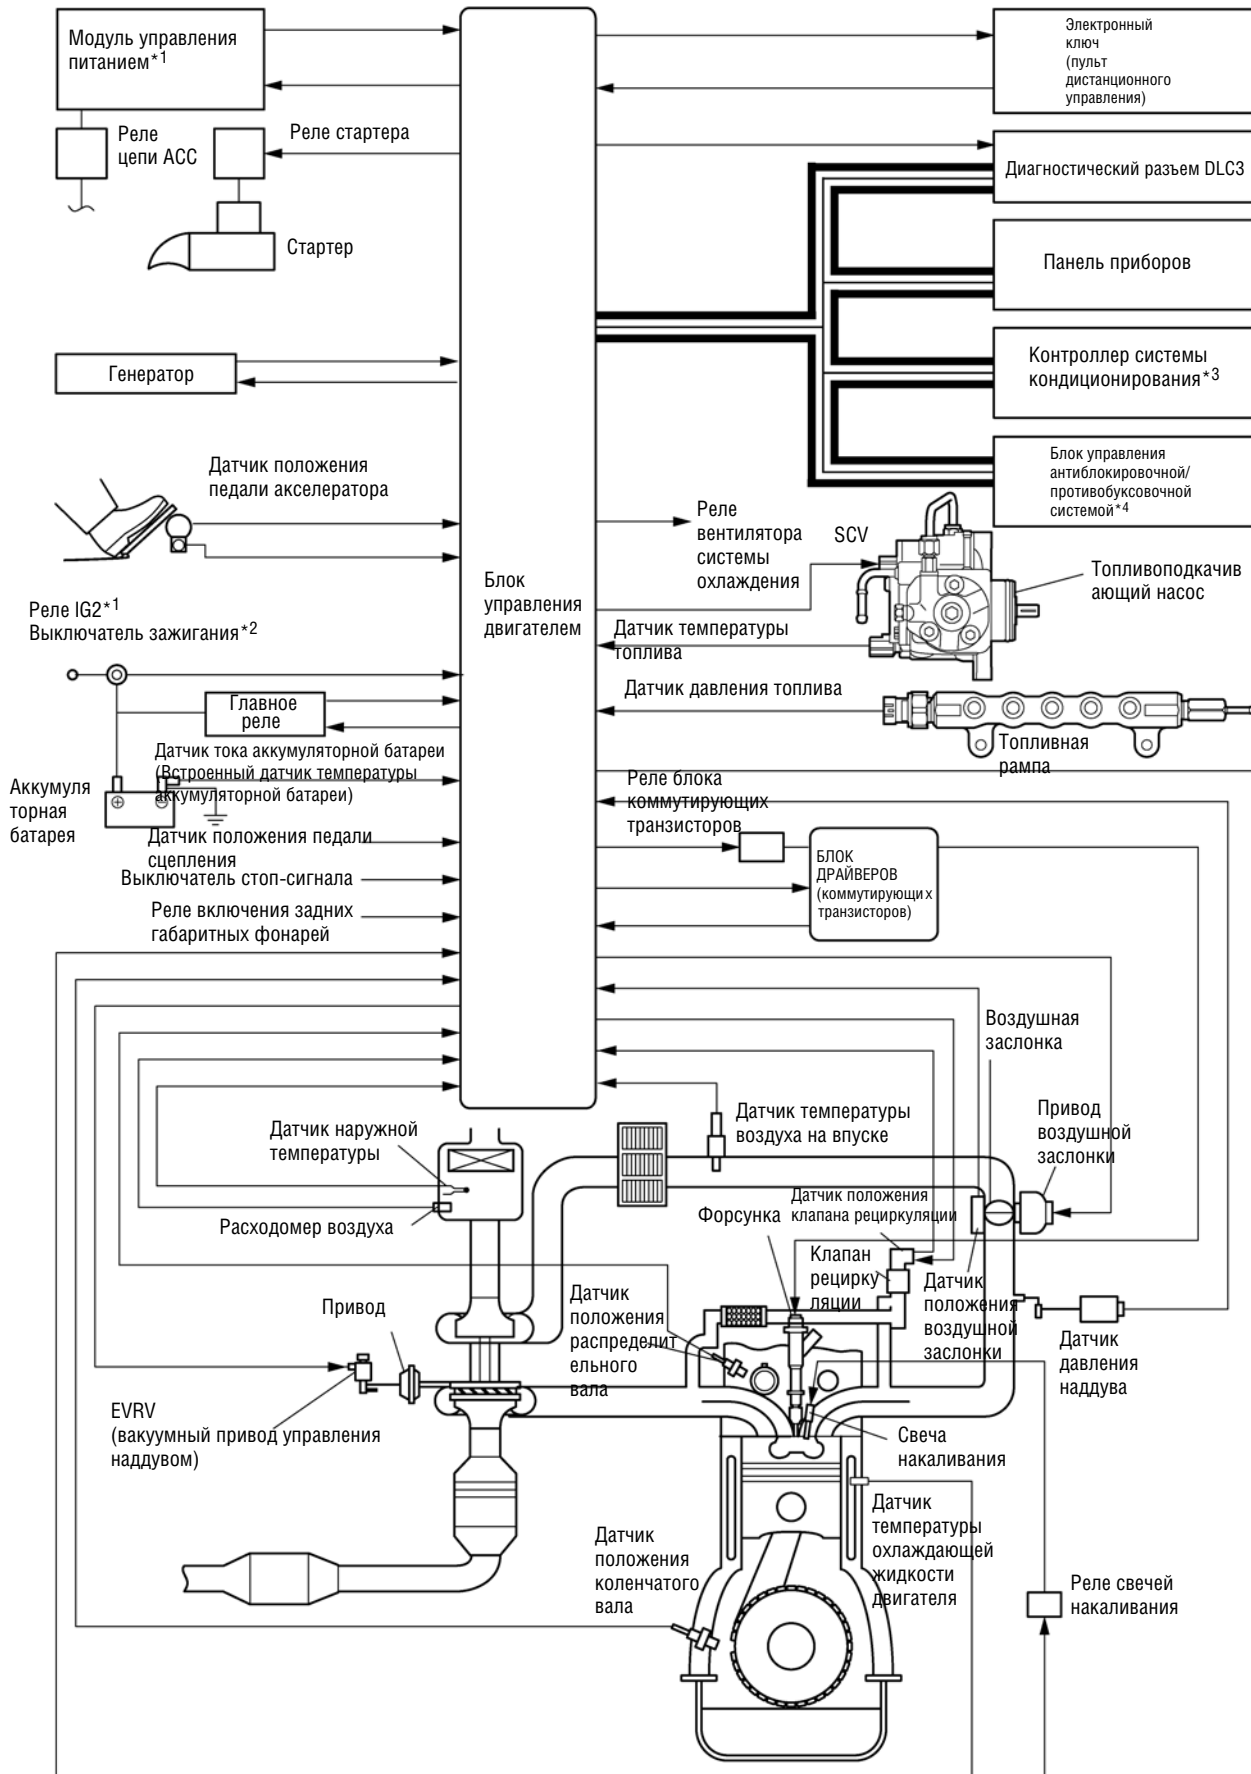 Модуль управления
питанием*1
Электронный
ключ
(пульт
дистанционного
управления)
Реле
цепи ACC
Реле стартера
Диагностический разъем DLC3
Стартер
Панель приборов
Генератор
Контроллер системы
кондиционирования*3
Датчик положения
педали акселератора
Блок управления
антиблокировочной/
противобуксовочной
системой*4
Реле
вентилятора
системы
охлаждения
SCV
Топливоподкачив
ающий насос
Блок
управления
двигателем
Реле IG2*1
Выключатель зажигания*2
Датчик температуры
топлива
Датчик давления топлива
Главное
реле
Топливная
рампа
Датчик тока аккумуляторной батареи
(Встроенный датчик температуры
аккумуляторной батареи)
Аккумуля
торная
батарея
Реле блока
коммутирующих
транзисторов
Датчик положения педали
сцепления
БЛОК
ДРАЙВЕРОВ
(коммутирующи х
транзисторов)
Выключатель стоп-сигнала
Реле включения задних
габаритных фонарей
Воздушная
заслонка
Датчик температуры
воздуха на впуске
Привод
воздушной
заслонки
Датчик наружной
температуры
Расходомер воздуха
Датчик положения
клапана рециркуляции
Форсунка
Клапан
рецирку
ляции
Датчик
положения
воздушной
заслонки
Датчик
положения
распределит
ельного
вала
Привод
Датчик
давления
наддува
EVRV
(вакуумный привод управления
наддувом)
Свеча
накаливания
Датчик
температуры
охлаждающей
жидкости
двигателя
Датчик
положения
коленчатого
вала
Реле свечей
накаливания